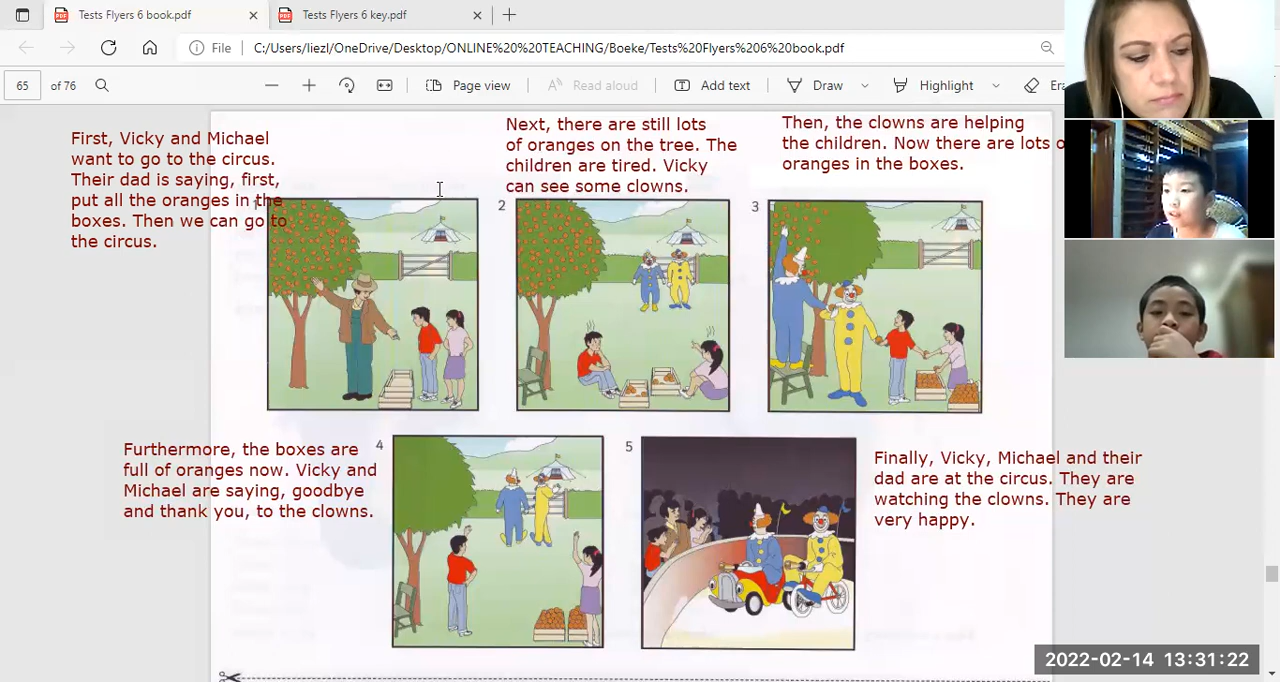 Tests Flyers 6 book.pdf
Tests Flyers 6 key.pdf
File
C:/Users/liezl/OneDrive/Desktop/ONLINE%20%20TEACHING/Boeke/Tests%20Flyers%206%20book.pdf
65 of 76
Page view
Read aloud
Add text
Draw
Highlight
Era
First, Vicky and Michael
want to go to the circus.
Their dad is saying, first,
put all the oranges in the
boxes. Then we can go to
the circus.
Next, there are still lots
of oranges on the tree. The
children are tired. Vicky
can see some clowns.
2
Then, the clowns are helping
the children. Now there are lots o
oranges in the boxes.
3
Furthermore, the boxes are
full of oranges now. Vicky and
Michael are saying, goodbye
and thank you, to the clowns.
4
5
Finally, Vicky, Michael and their
dad are at the circus. They are
watching the clowns. They are
very happy.
2022-02-14 13:31:22